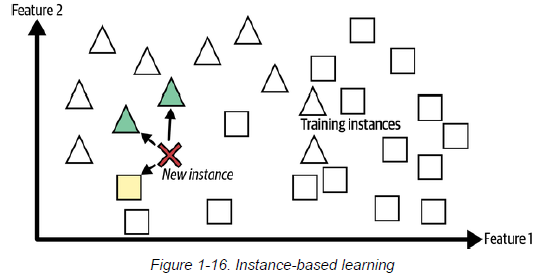 Feature 2
Training instances
New instance
Feature 1
Figure 1-16. Instance-based learning